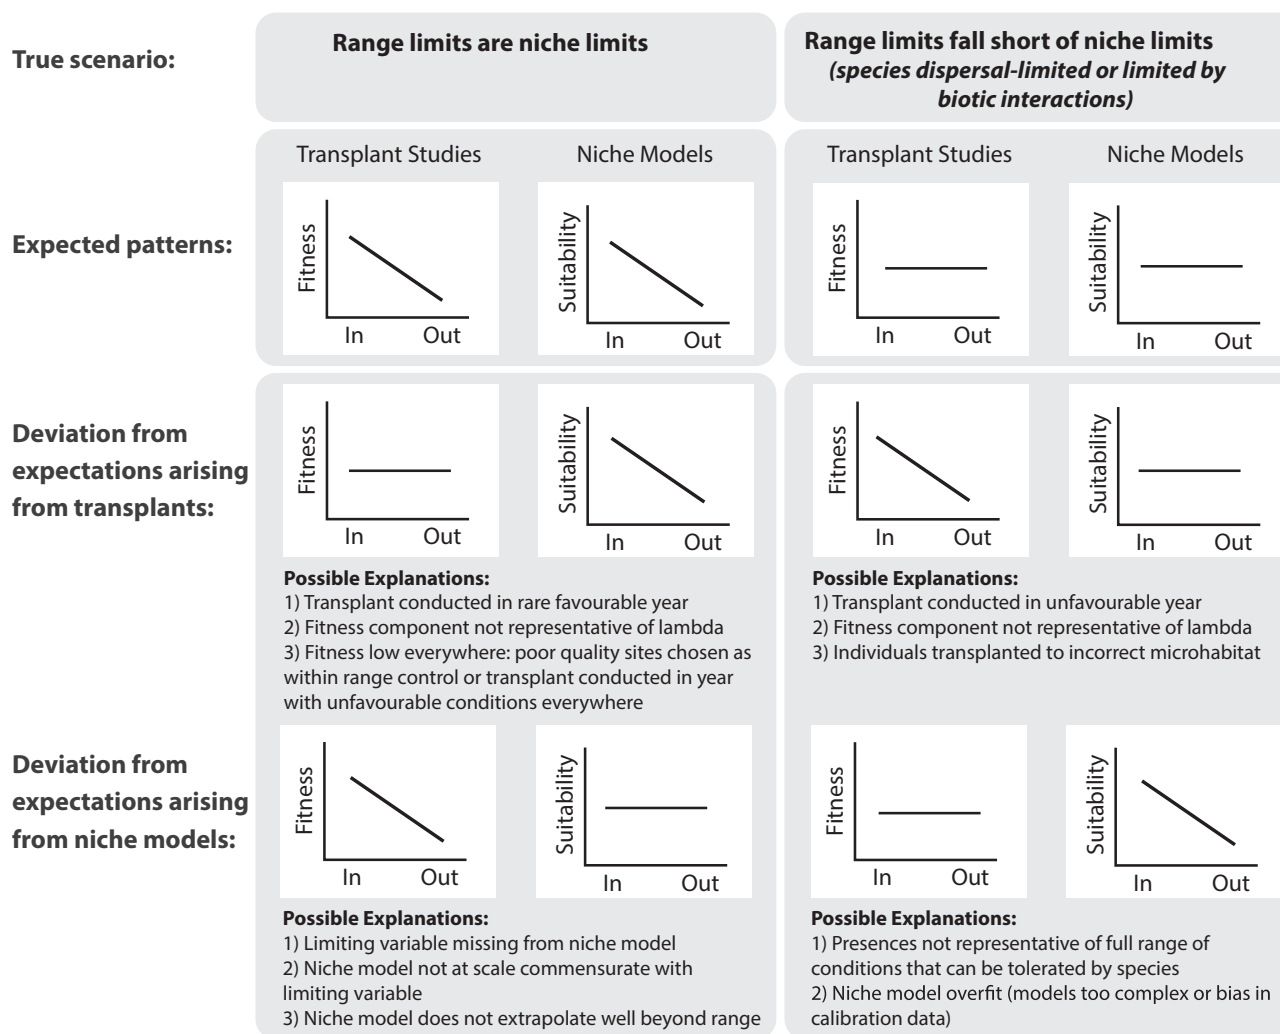 True scenario:
Range limits are niche limits
Range limits fall short of niche limits
(species dispersal-limited or limited by
biotic interactions)
Expected patterns:
Transplant Studies
Niche Models
Transplant Studies
Niche Models
Fitness
In Out
Suitability
In Out
Fitness
In Out
Suitability
In Out
Deviation from
expectations arising
from transplants:
Fitness
In Out
Suitability
In Out
Possible Explanations:
1) Transplant conducted in rare favourable year
2) Fitness component not representative of lambda
3) Fitness low everywhere: poor quality sites chosen as
within range control or transplant conducted in year
with unfavourable conditions everywhere
Fitness
In Out
Suitability
In Out
Possible Explanations:
1) Transplant conducted in unfavourable year
2) Fitness component not representative of lambda
3) Individuals transplanted to incorrect microhabitat
Deviation from
expectations arising
from niche models:
Fitness
In Out
Suitability
In Out
Possible Explanations:
1) Limiting variable missing from niche model
2) Niche model not at scale commensurate with
limiting variable
3) Niche model does not extrapolate well beyond range
Fitness
In Out
Suitability
In Out
Possible Explanations:
1) Presences not representative of full range of
conditions that can be tolerated by species
2) Niche model overfit (models too complex or bias in
calibration data)